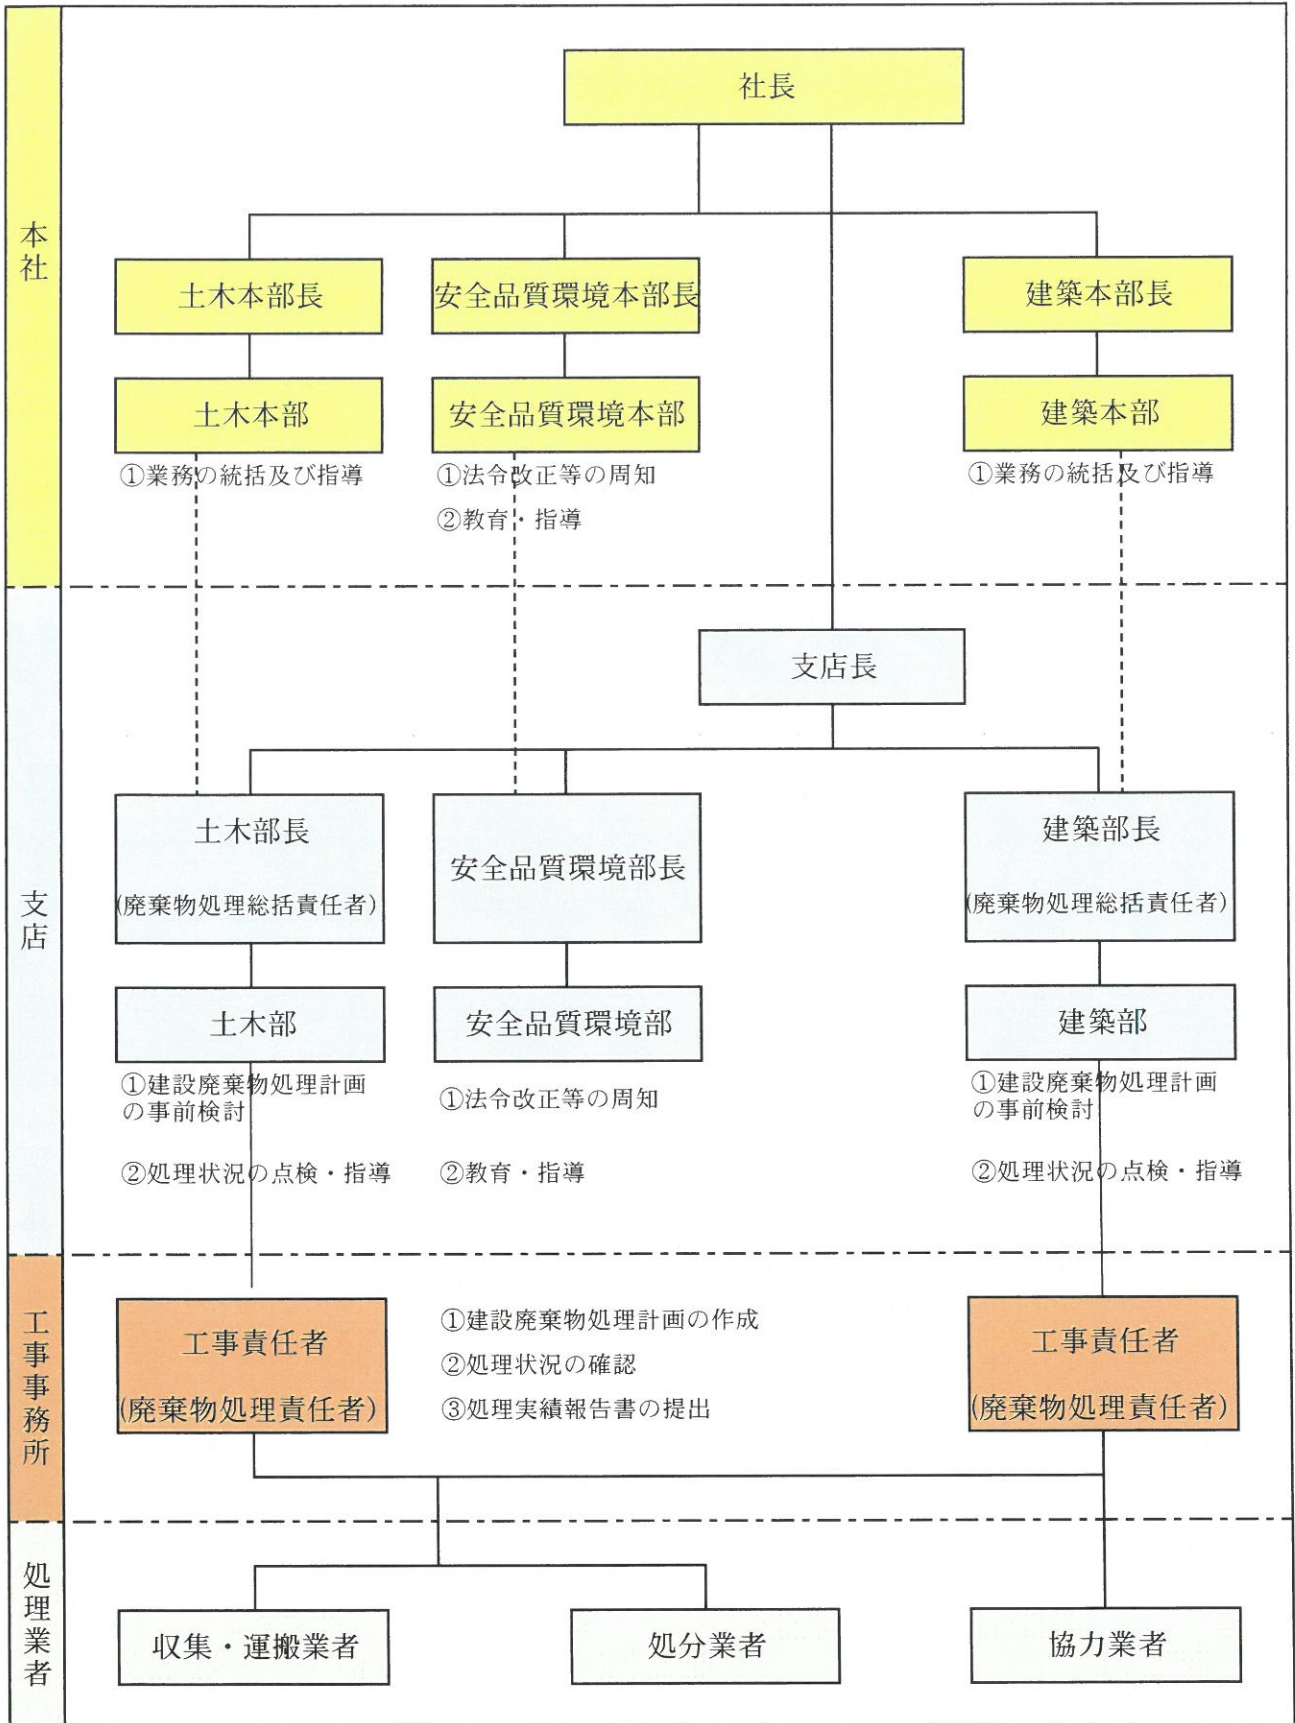 本社
社長
土木本部長
安全品質環境本部長
建築本部長
土木本部
安全品質環境本部
建築本部
①業務の統括及び指導
①法令改正等の周知
②教育・指導
①業務の統括及び指導
支店
支店長
土木部長
(廃棄物処理総括責任者)
安全品質環境部長
建築部長
(廃棄物処理総括責任者)
土木部
安全品質環境部
建築部
①建設廃棄物処理計画
の事前検討
②処理状況の点検・指導
①法令改正等の周知
②教育・指導
①建設廃棄物処理計画
の事前検討
②処理状況の点検・指導
工事事務所
工事責任者
(廃棄物処理責任者)
①建設廃棄物処理計画の作成
②処理状況の確認
③処理実績報告書の提出
工事責任者
(廃棄物処理責任者)
処理業者
収集・運搬業者
処分業者
協力業者